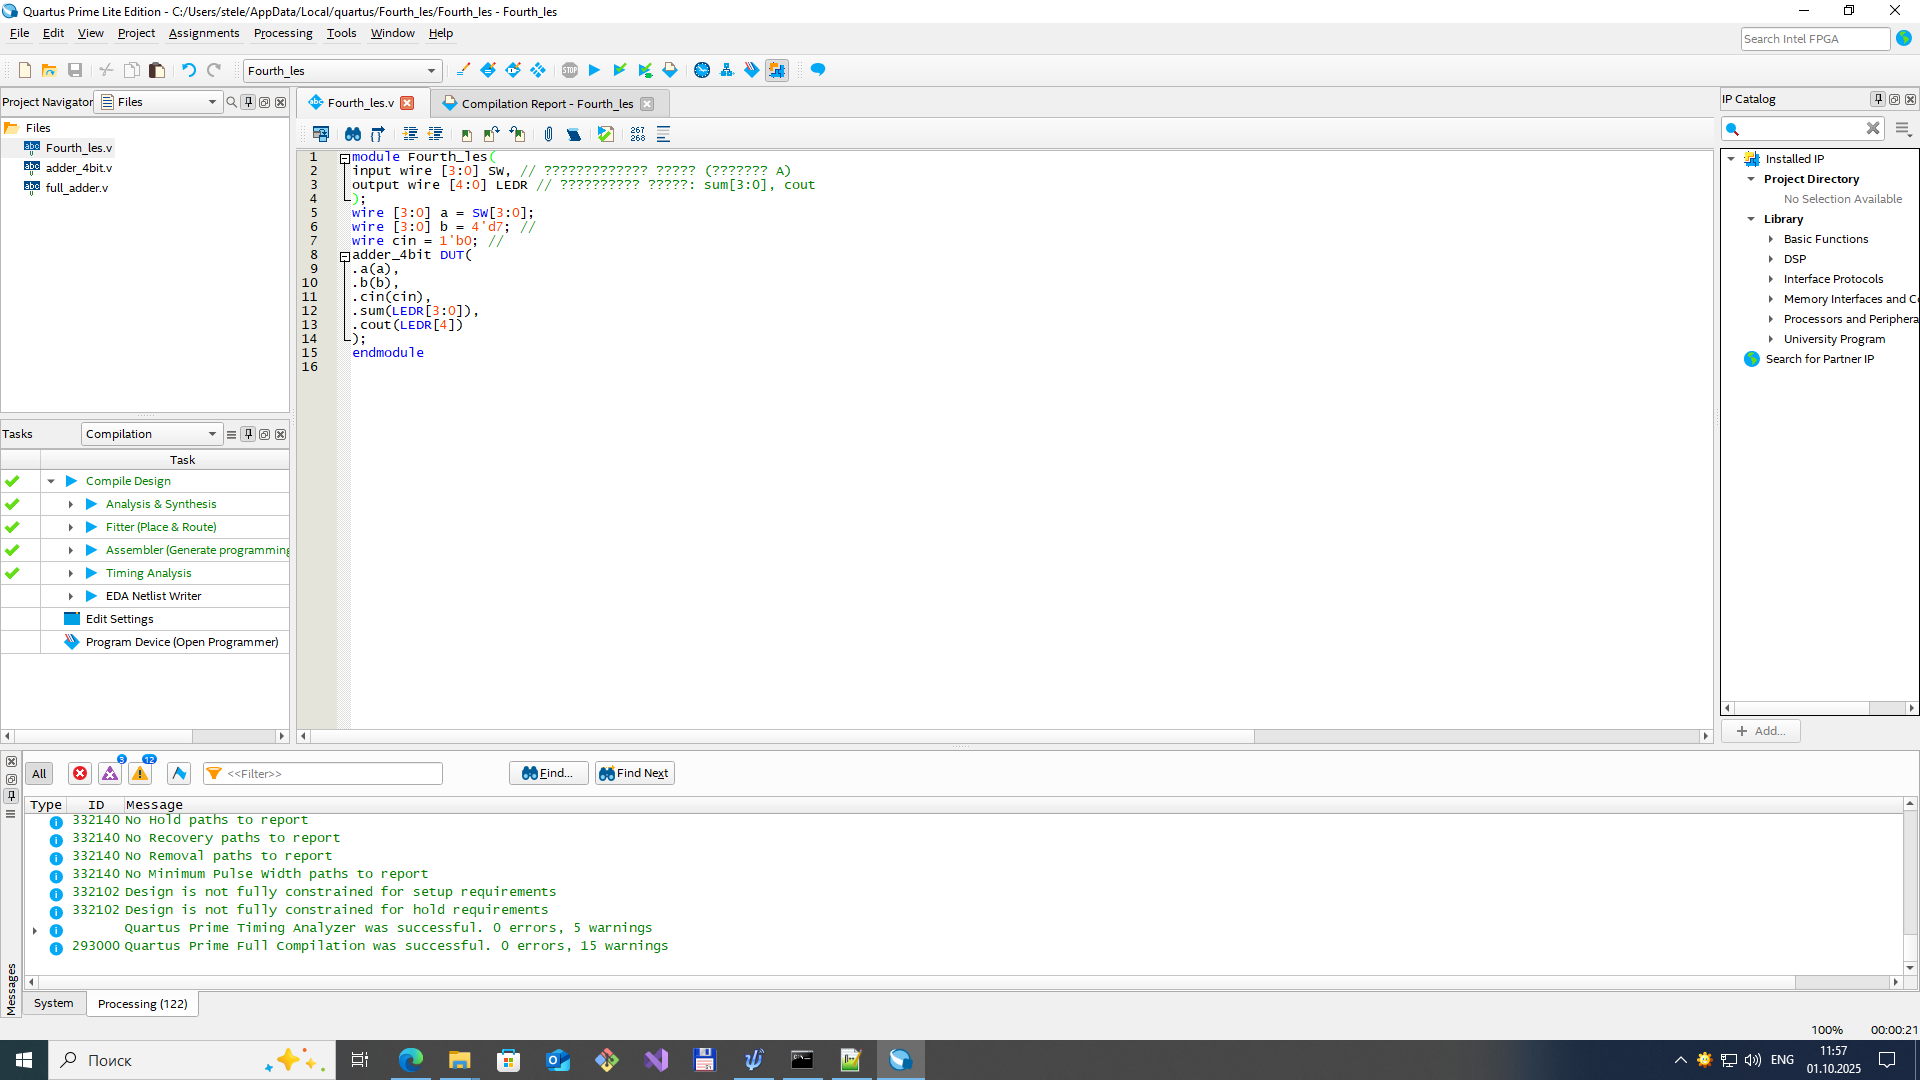 Quartus Prime Lite Edition - C:/Users/stele/AppData/Local/quartus/Fourth_les/Fourth_les - Fourth_les
File Edit View Project Assignments Processing Tools Window Help
Search Intel FPGA
Fourth_les
Project Navigator Files
Files
Fourth_les.v
adder_4bit.v
full_adder.v
Tasks Compilation
Task
Compile Design
Analysis & Synthesis
Fitter (Place & Route)
Assembler (Generate programming
Timing Analysis
EDA Netlist Writer
Edit Settings
Program Device (Open Programmer)
Fourth_les.v Compilation Report - Fourth_les
267
268
1 module Fourth_les(
2 input wire [3:0] SW, // ????????????? ????? (??????? A)
3 output wire [4:0] LEDR // ?????????? ?????: sum[3:0], cout
4 );
5 wire [3:0] a = SW[3:0];
6 wire [3:0] b = 4'd7; //
7 wire cin = 1'b0; //
8 adder_4bit DUT(
9 .a(a),
10 .b(b),
11 .cin(cin),
12 .sum(LEDR[3:0]),
13 .cout(LEDR[4])
14 );
15 endmodule
16
IP Catalog
Installed IP
Project Directory
No Selection Available
Library
Basic Functions
DSP
Interface Protocols
Memory Interfaces and Co
Processors and Periphera
University Program
Search for Partner IP
+ Add...
All 3 12 <<Filter>> Find... Find Next
Type ID Message
332140 No Hold paths to report
332140 No Recovery paths to report
332140 No Removal paths to report
332140 No Minimum Pulse Width paths to report
332102 Design is not fully constrained for setup requirements
332102 Design is not fully constrained for hold requirements
Quartus Prime Timing Analyzer was successful. 0 errors, 5 warnings
293000 Quartus Prime Full Compilation was successful. 0 errors, 15 warnings
Messages
System Processing (122)
100% 00:00:21
Поиск
ENG
11:57
01.10.2025